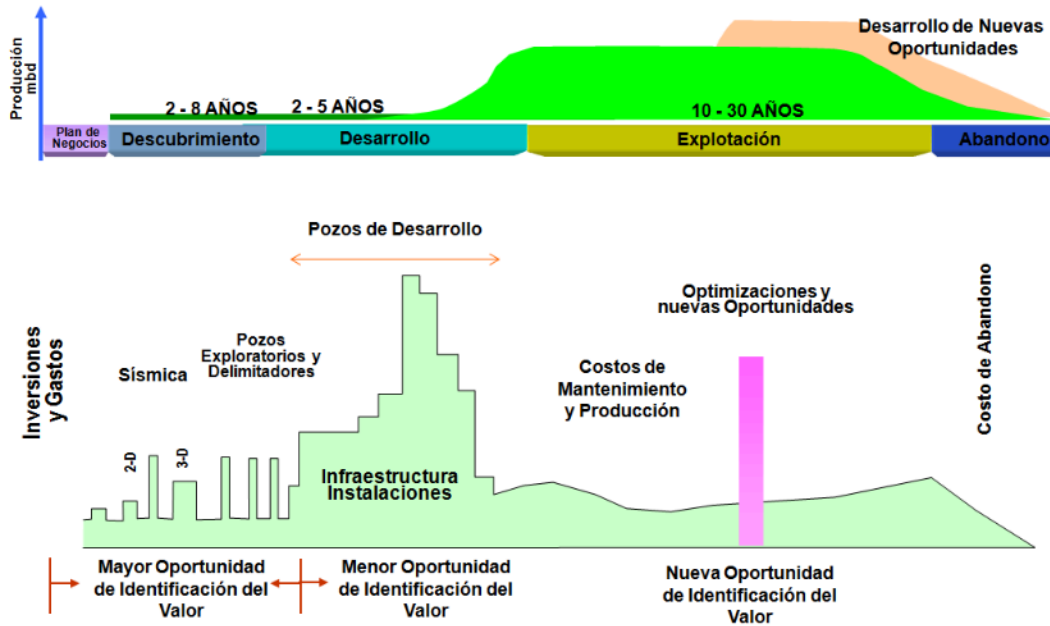 Producción
mbd
Desarrollo de Nuevas
Oportunidades
2 - 8 AÑOS
2 - 5 AÑOS
10 - 30 AÑOS
Plan de
Negocios
Descubrimiento
Desarrollo
Explotación
Abandono
Pozos de Desarrollo
Inversiones
y Gastos
Sísmica
Pozos
Exploratorios y
Delimitadores
Optimizaciones y
nuevas Oportunidades
Costos de
Mantenimiento
y Producción
Costo de Abandono
2-D
3-D
Infraestructura
Instalaciones
Mayor Oportunidad
de Identificación del
Valor
Menor Oportunidad
de Identificación del
Valor
Nueva Oportunidad
de Identificación del
Valor